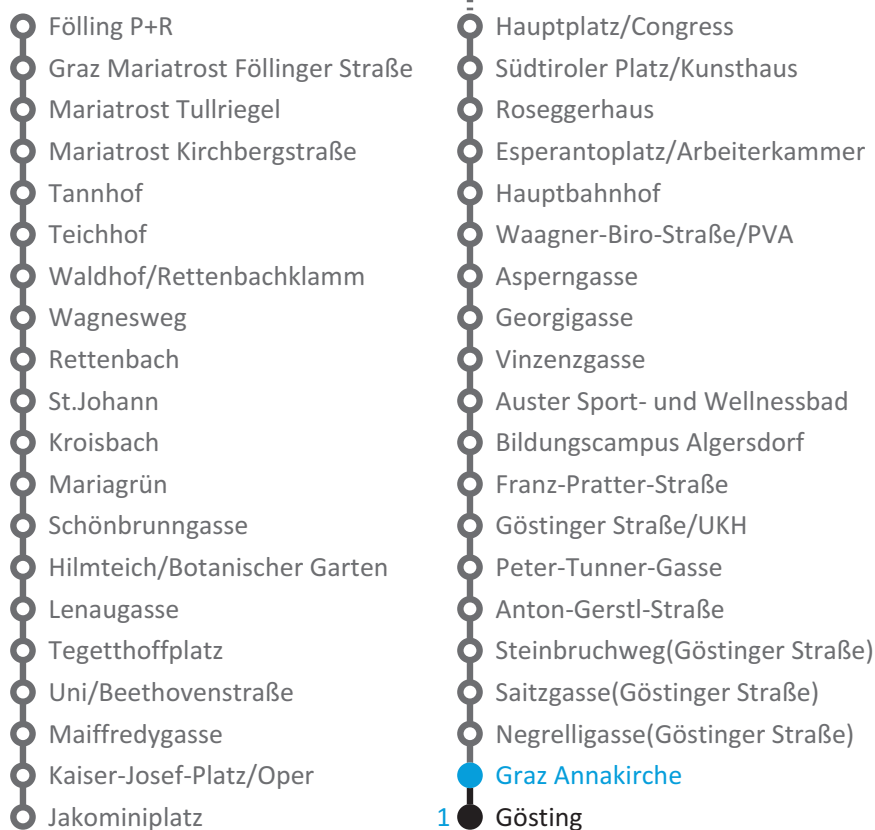 Fölling P+R
Graz Mariatrost Föllinger Straße
Mariatrost Tullriegel
Mariatrost Kirchbergstraße
Tannhof
Teichhof
Waldhof/Rettenbachklamm
Wagnesweg
Rettenbach
St.Johann
Kroisbach
Mariagrün
Schönbrunngasse
Hilmteich/Botanischer Garten
Lenaugasse
Tegetthoffplatz
Uni/Beethovenstraße
Maiffredygasse
Kaiser-Josef-Platz/Oper
Jakominiplatz
Hauptplatz/Congress
Südtiroler Platz/Kunsthaus
Roseggerhaus
Esperantoplatz/Arbeiterkammer
Hauptbahnhof
Waagner-Biro-Straße/PVA
Asperngasse
Georgigasse
Vinzenzgasse
Auster Sport- und Wellnessbad
Bildungscampus Algersdorf
Franz-Pratter-Straße
Göstinger Straße/UKH
Peter-Tunner-Gasse
Anton-Gerstl-Straße
Steinbruchweg(Göstinger Straße)
Saitzgasse(Göstinger Straße)
Negrelligasse(Göstinger Straße)
Graz Annakirche
1 Gösting